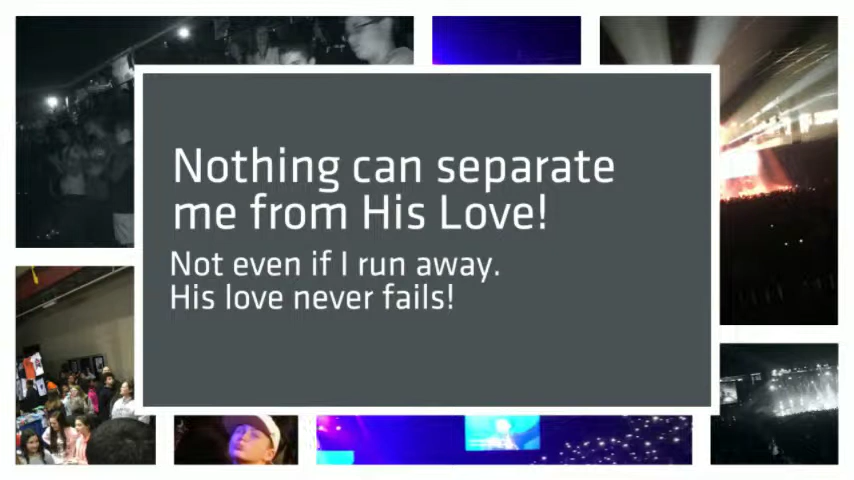 Nothing can separate
me from His Love!
Not even if I run away.
His love never fails!